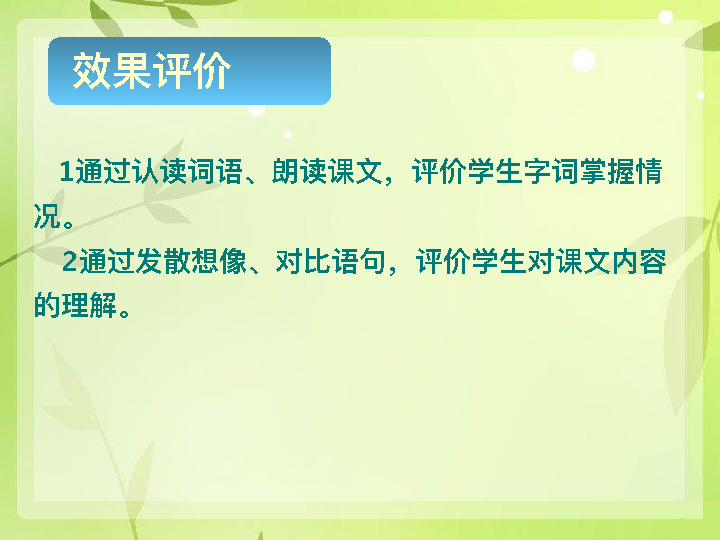 效果评价
1通过认读词语、朗读课文，评价学生字词掌握情
况。
2通过发散想像、对比语句，评价学生对课文内容
的理解。